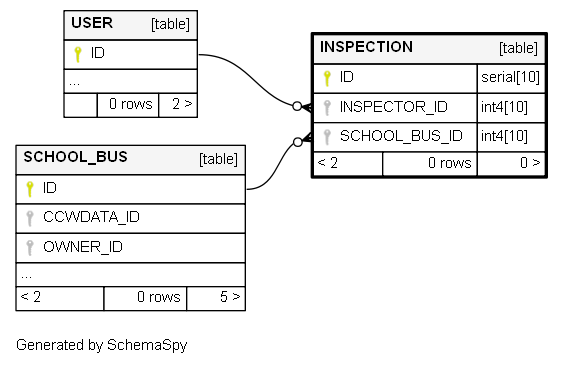 USER [table]
ID
...
0 rows 2 >
INSPECTION [table]
ID serial[10]
INSPECTOR_ID int4[10]
SCHOOL_BUS_ID int4[10]
< 2 0 rows 0 >
SCHOOL_BUS [table]
ID
CCWDATA_ID
OWNER_ID
...
< 2 0 rows 5 >
Generated by SchemaSpy